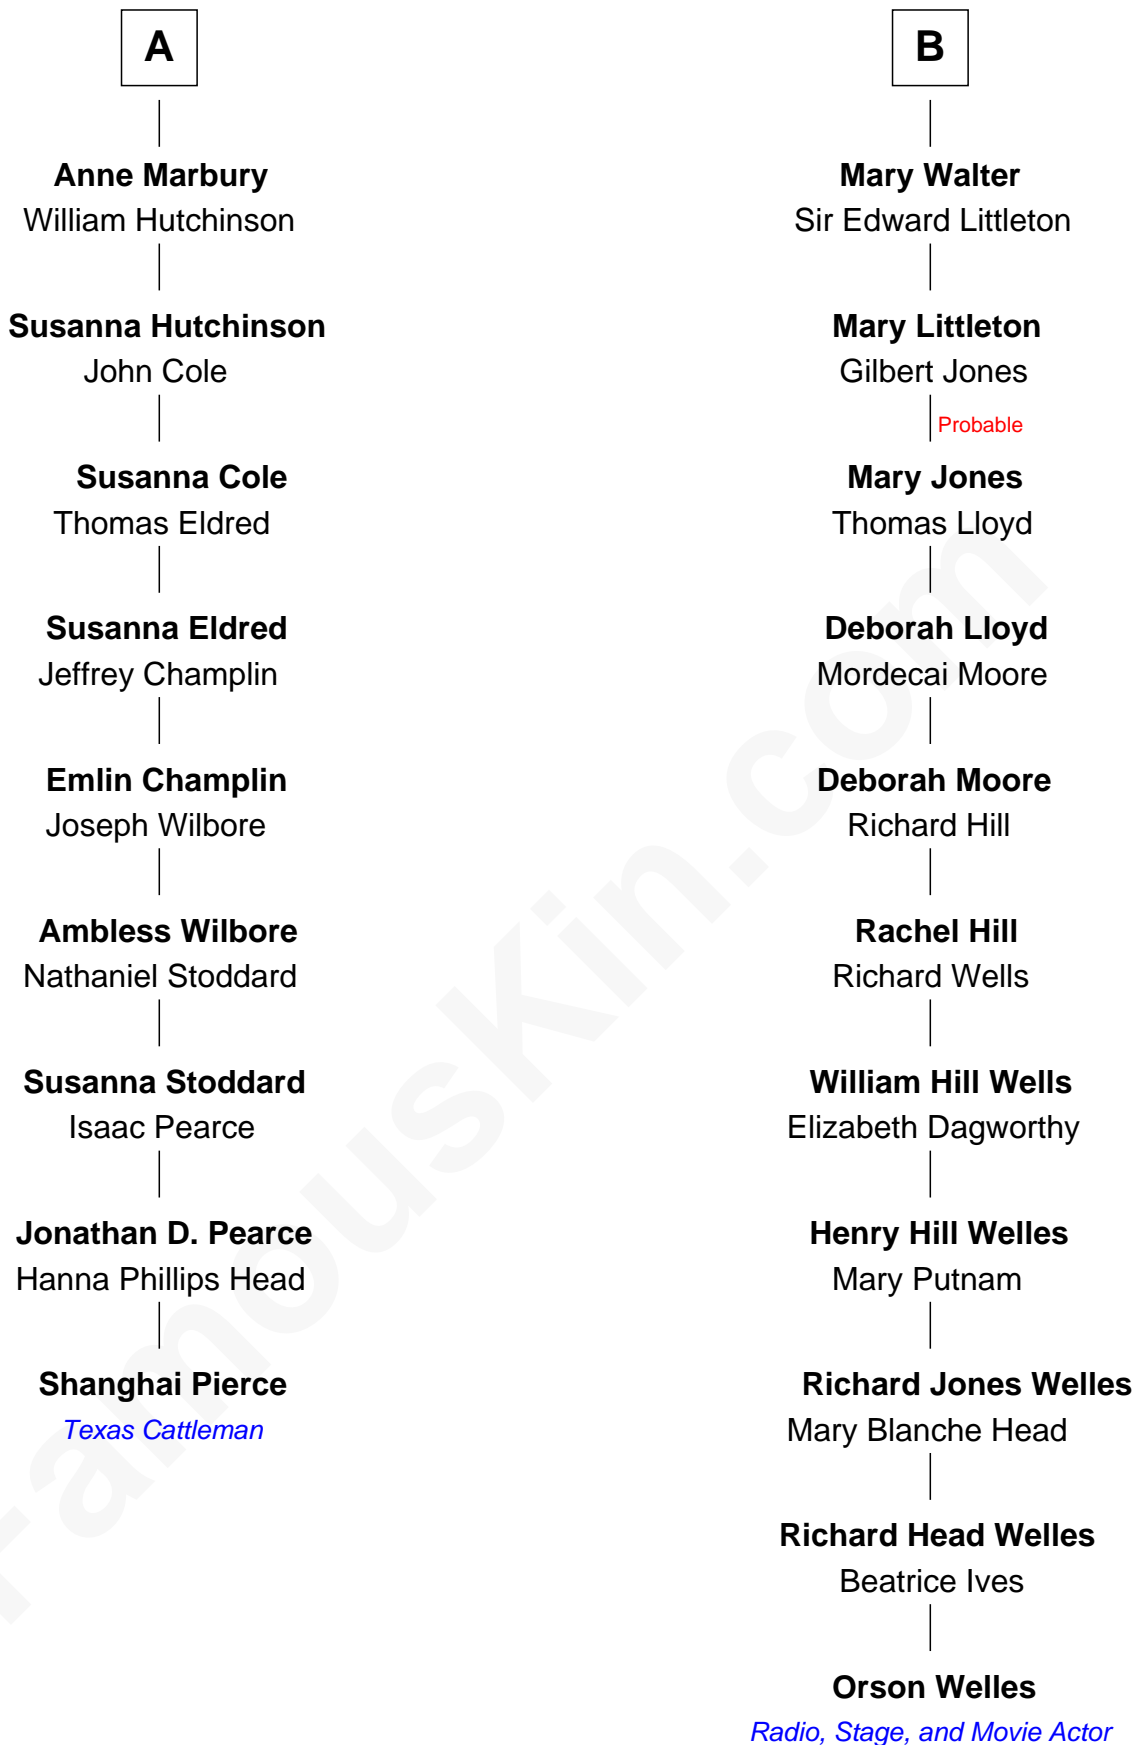 A
Anne Marbury
William Hutchinson
Susanna Hutchinson
John Cole
Susanna Cole
Thomas Eldred
Susanna Eldred
Jeffrey Champlin
Emlin Champlin
Joseph Wilbore
Ambless Wilbore
Nathaniel Stoddard
Susanna Stoddard
Isaac Pearce
Jonathan D. Pearce
Hanna Phillips Head
Shanghai Pierce
Texas Cattleman
B
Mary Walter
Sir Edward Littleton
Mary Littleton
Gilbert Jones
Probable
Mary Jones
Thomas Lloyd
Deborah Lloyd
Mordecai Moore
Deborah Moore
Richard Hill
Rachel Hill
Richard Wells
William Hill Wells
Elizabeth Dagworthy
Henry Hill Welles
Mary Putnam
Richard Jones Welles
Mary Blanche Head
Richard Head Welles
Beatrice Ives
Orson Welles
Radio, Stage, and Movie Actor
FamousKin.com